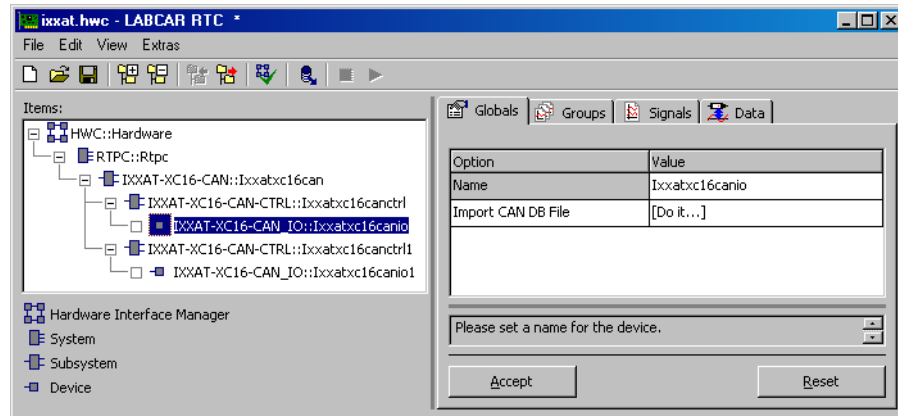 ixxat.hwc - LABCAR RTC *
File Edit View Extras
Items:
HWC::Hardware
RTPC::Rtpc
IXXAT-XC16-CAN::Ixxatxc16can
IXXAT-XC16-CAN-CTRL::Ixxatxc16canctrl
IXXAT-XC16-CAN_IO::Ixxatxc16canio
IXXAT-XC16-CAN-CTRL::Ixxatxc16canctrl1
IXXAT-XC16-CAN_IO::Ixxatxc16canio1
Hardware Interface Manager
System
Subsystem
Device
Globals Groups Signals Data
Option Value
Name Ixxatxc16canio
Import CAN DB File [Do it...]
Please set a name for the device.
Accept Reset